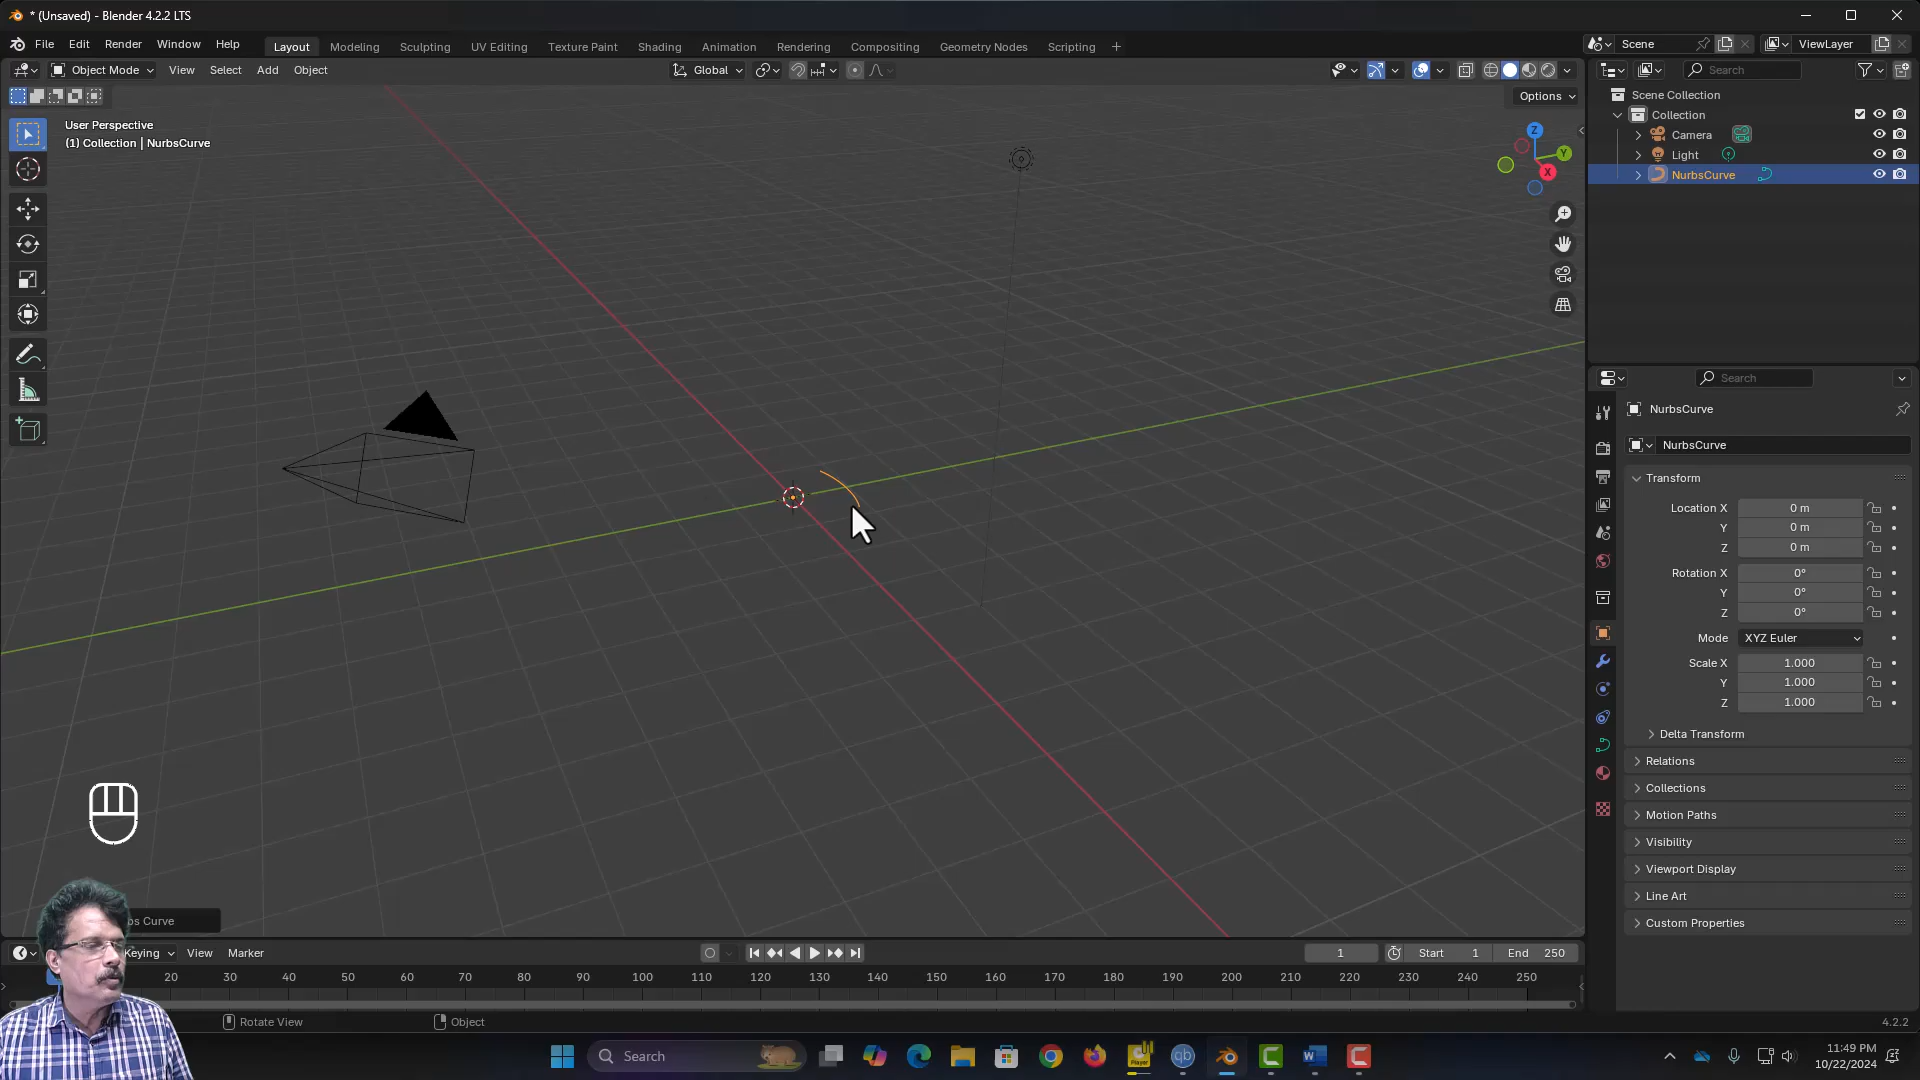 * (Unsaved) - Blender 4.2.2 LTS
File Edit Render Window Help Layout Modeling Sculpting UV Editing Texture Paint Shading Animation Rendering Compositing Geometry Nodes Scripting + Scene ViewLayer
Object Mode View Select Add Object Global Search
Options
User Perspective
(1) Collection | NurbsCurve
Z
Y
X
Scene Collection
Collection
Camera
Light
NurbsCurve
Search
NurbsCurve
NurbsCurve
Transform
Location X 0 m
Y 0 m
Z 0 m
Rotation X 0°
Y 0°
Z 0°
Mode XYZ Euler
Scale X 1.000
Y 1.000
Z 1.000
Delta Transform
Relations
Collections
Motion Paths
Visibility
Viewport Display
Line Art
Custom Properties
bs Curve
Keying View Marker 1 Start 1 End 250
20 30 40 50 60 70 80 90 100 110 120 130 140 150 160 170 180 190 200 210 220 230 240 250
Rotate View Object 4.2.2
Search
qb
11:49 PM
10/22/2024